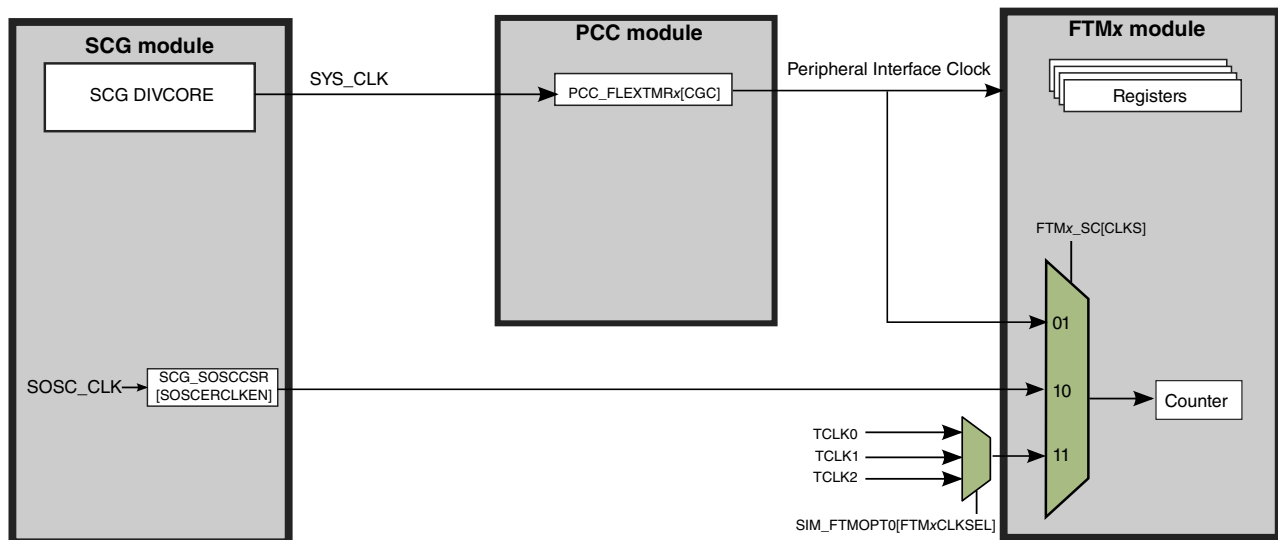 SCG module
SCG DIVCORE
SYS_CLK
PCC module
PCC_FLEXTMRx[CGC]
Peripheral Interface Clock
FTMx module
Registers
FTMx_SC[CLKS]
01
10
11
Counter
SOSC_CLK
SCG_SOSCCSR
[SOSCERCLKEN]
TCLK0
TCLK1
TCLK2
SIM_FTMOPT0[FTMxCLKSEL]